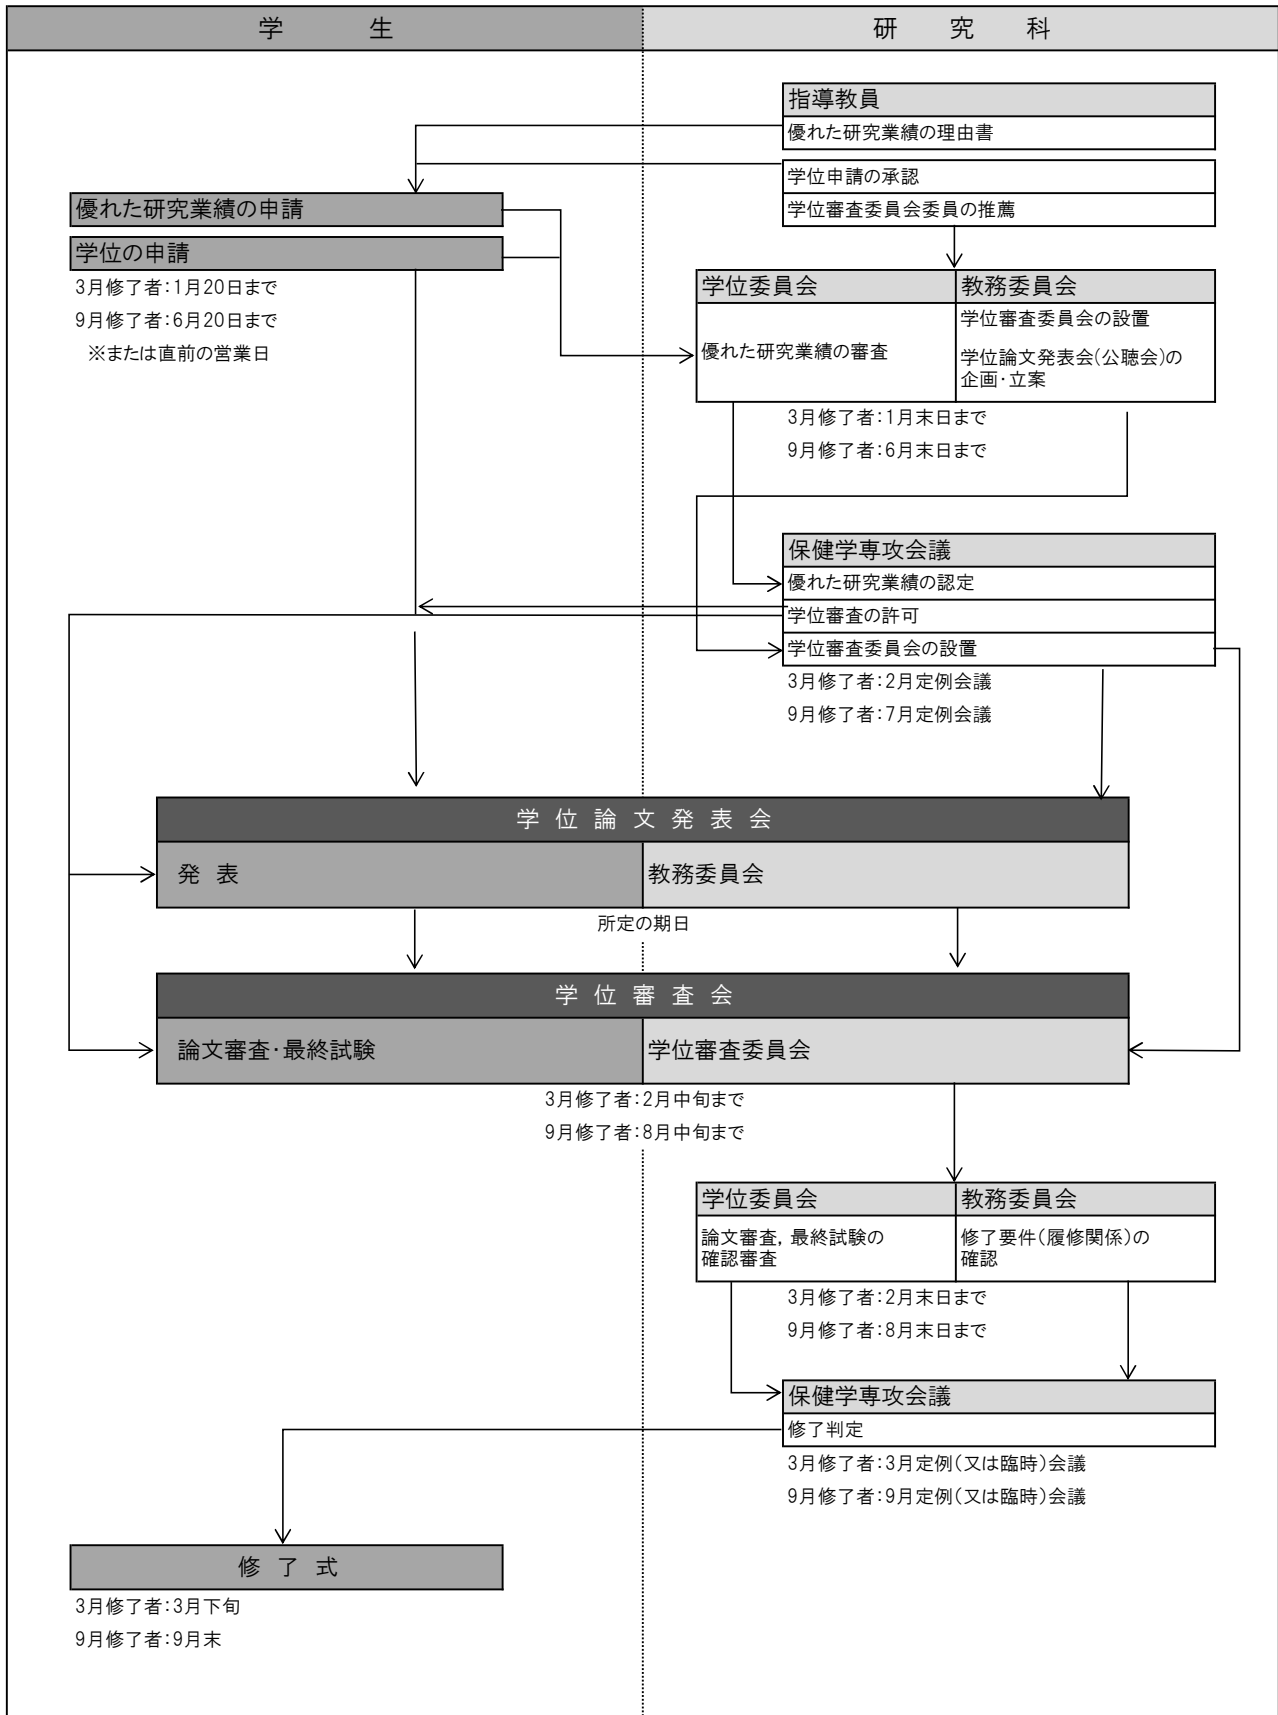 学 生
研 究 科
指導教員
優れた研究業績の理由書
学位申請の承認
学位審査委員会委員の推薦
優れた研究業績の申請
学位の申請
3月修了者:1月20日まで
9月修了者:6月20日まで
※または直前の営業日
学位委員会
教務委員会
優れた研究業績の審査
学位審査委員会の設置
学位論文発表会(公聴会)の
企画・立案
3月修了者:1月末日まで
9月修了者:6月末日まで
保健学専攻会議
優れた研究業績の認定
学位審査の許可
学位審査委員会の設置
3月修了者:2月定例会議
9月修了者:7月定例会議
学 位 論 文 発 表 会
発 表
教務委員会
所定の期日
学 位 審 査 会
論文審査・最終試験
学位審査委員会
3月修了者:2月中旬まで
9月修了者:8月中旬まで
学位委員会
教務委員会
論文審査,最終試験の
確認審査
修了要件(履修関係)の
確認
3月修了者:2月末日まで
9月修了者:8月末日まで
保健学専攻会議
修了判定
3月修了者:3月定例(又は臨時)会議
9月修了者:9月定例(又は臨時)会議
修 了 式
3月修了者:3月下旬
9月修了者:9月末